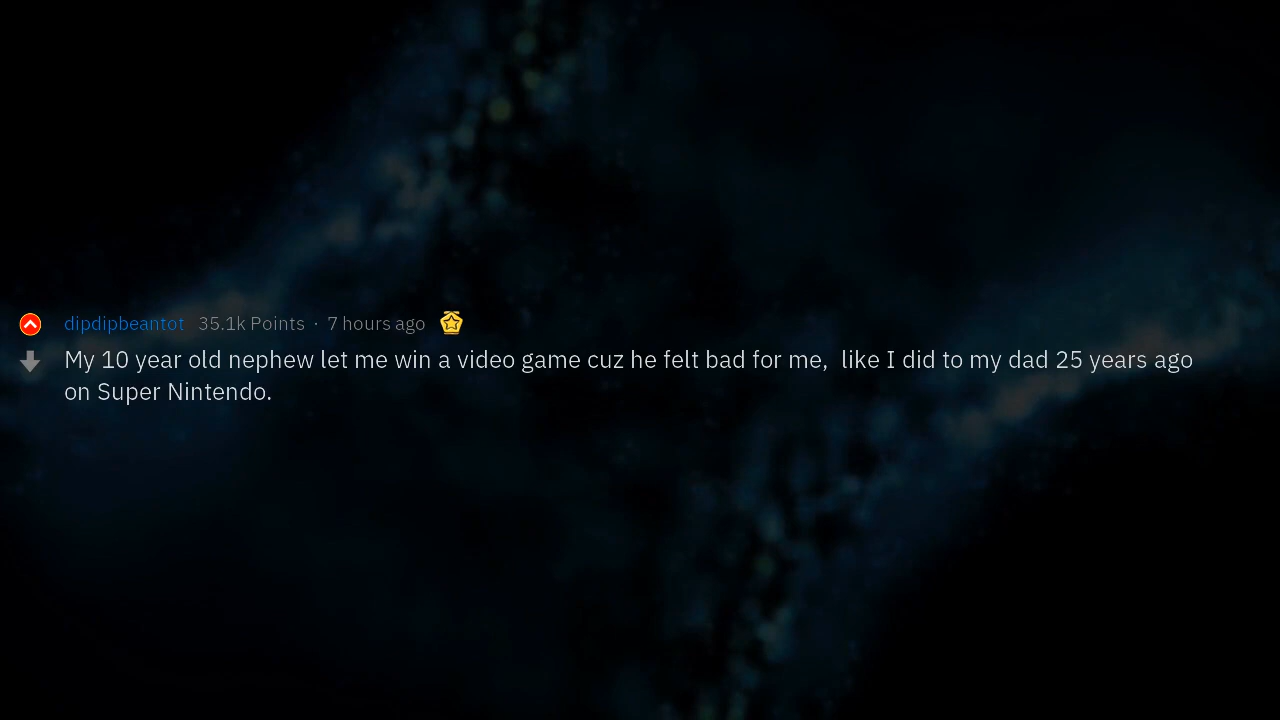 dipdipbeantot 35.1k Points · 7 hours ago
My 10 year old nephew let me win a video game cuz he felt bad for me,  like I did to my dad 25 years ago
on Super Nintendo.